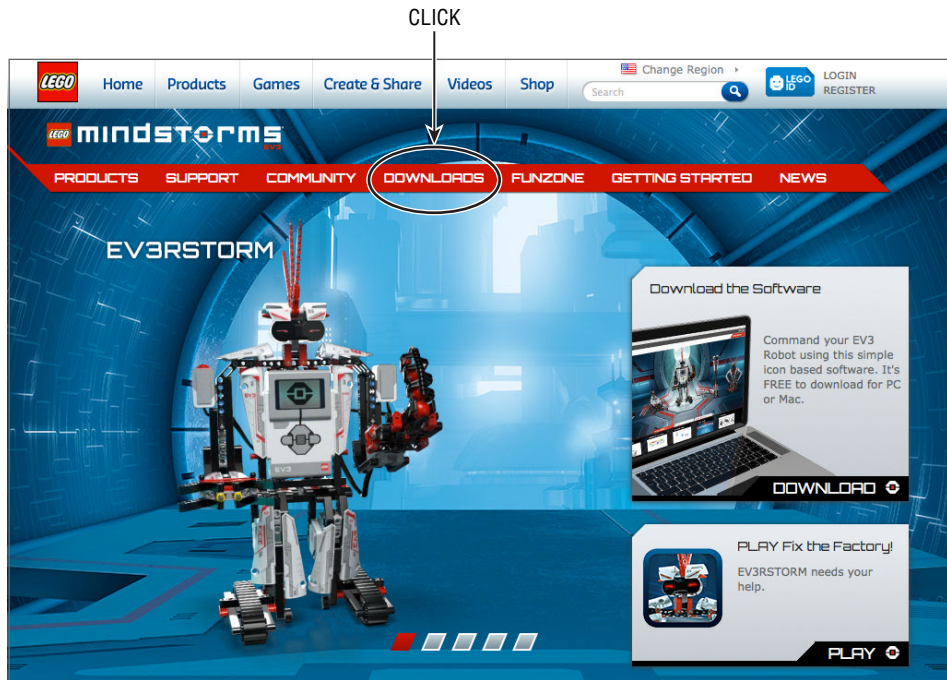 CLICK
LEGO Home Products Games Create & Share Videos Shop
Change Region
Search
LEGO ID
LOGIN
REGISTER
LEGO mindstorms
EV3
PRODUCTS SUPPORT COMMUNITY DOWNLOADS FUNZONE GETTING STARTED NEWS
EV3RSTORM
Download the Software
Command your EV3
Robot using this simple
icon based software. It's
FREE to download for PC
or Mac.
DOWNLOAD
EV3
PLAY Fix the Factory!
EV3RSTORM needs your
help.
PLAY